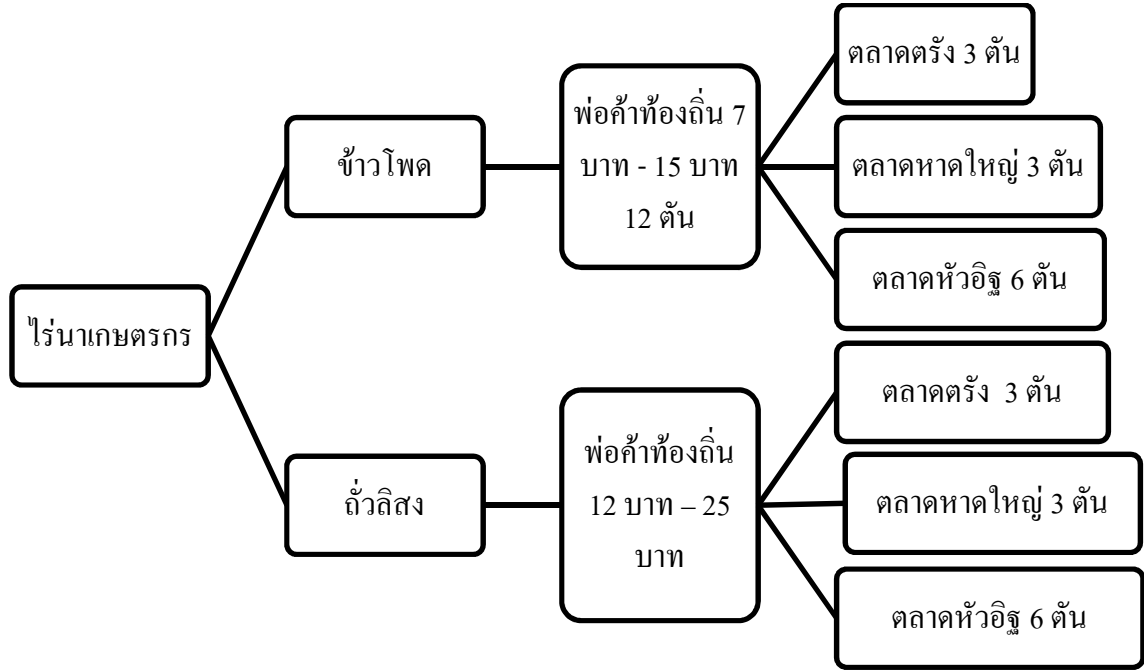 ไร่นาเกษตรกร
ข้าวโพด
พ่อค้าท้องถิ่น 7
บาท - 15 บาท
12 ตัน
ตลาดตรัง 3 ตัน
ตลาดหาดใหญ่ 3 ตัน
ตลาดหัวอิฐ 6 ตัน
ถั่วลิสง
พ่อค้าท้องถิ่น
12 บาท – 25
บาท
ตลาดตรัง 3 ตัน
ตลาดหาดใหญ่ 3 ตัน
ตลาดหัวอิฐ 6 ตัน